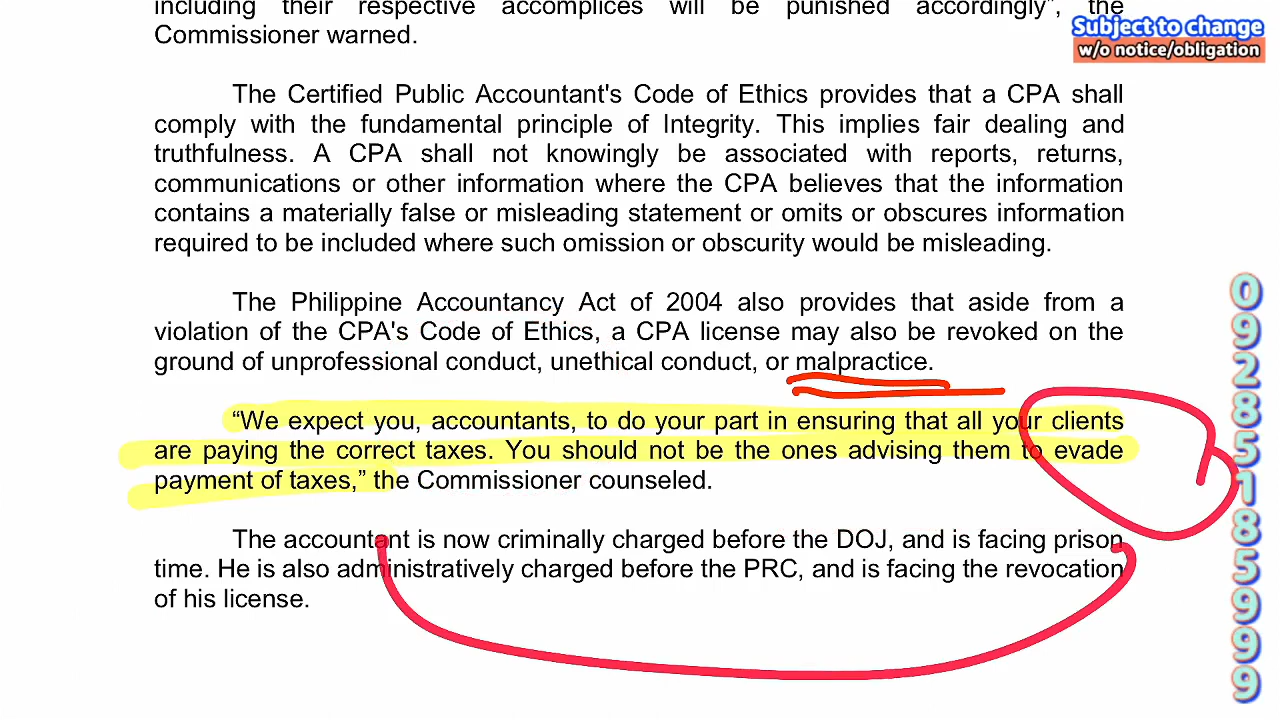 including their respective accomplices will be punished accordingly", the
Commissioner warned.
Subject to change
w/o notice/obligation
The Certified Public Accountant's Code of Ethics provides that a CPA shall
comply with the fundamental principle of Integrity. This implies fair dealing and
truthfulness. A CPA shall not knowingly be associated with reports, returns,
communications or other information where the CPA believes that the information
contains a materially false or misleading statement or omits or obscures information
required to be included where such omission or obscurity would be misleading.
The Philippine Accountancy Act of 2004 also provides that aside from a
violation of the CPA's Code of Ethics, a CPA license may also be revoked on the
ground of unprofessional conduct, unethical conduct, or malpractice.
“We expect you, accountants, to do your part in ensuring that all your clients
are paying the correct taxes. You should not be the ones advising them to evade
payment of taxes,” the Commissioner counseled.
The accountant is now criminally charged before the DOJ, and is facing prison
time. He is also administratively charged before the PRC, and is facing the revocation
of his license.
09285185999